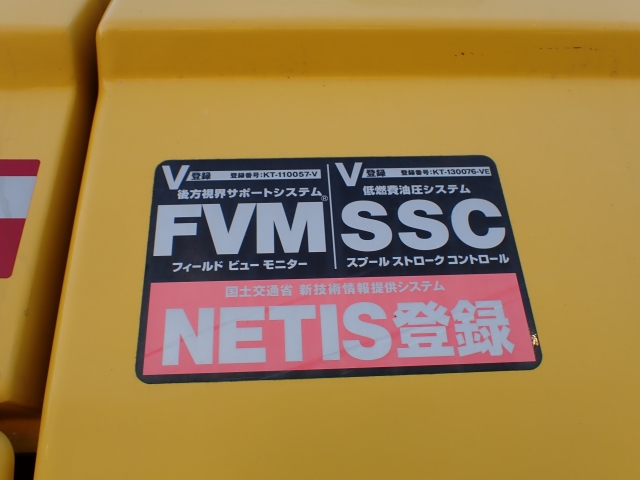 V登録 登録番号:KT-110057-V
後方視界サポートシステム
FVM®
フィールド ビュー モニター
V登録 登録番号:KT-130076-VE
低燃費油圧システム
SSC
スプール ストローク コントロール
国土交通省 新技術情報提供システム
NETIS登録